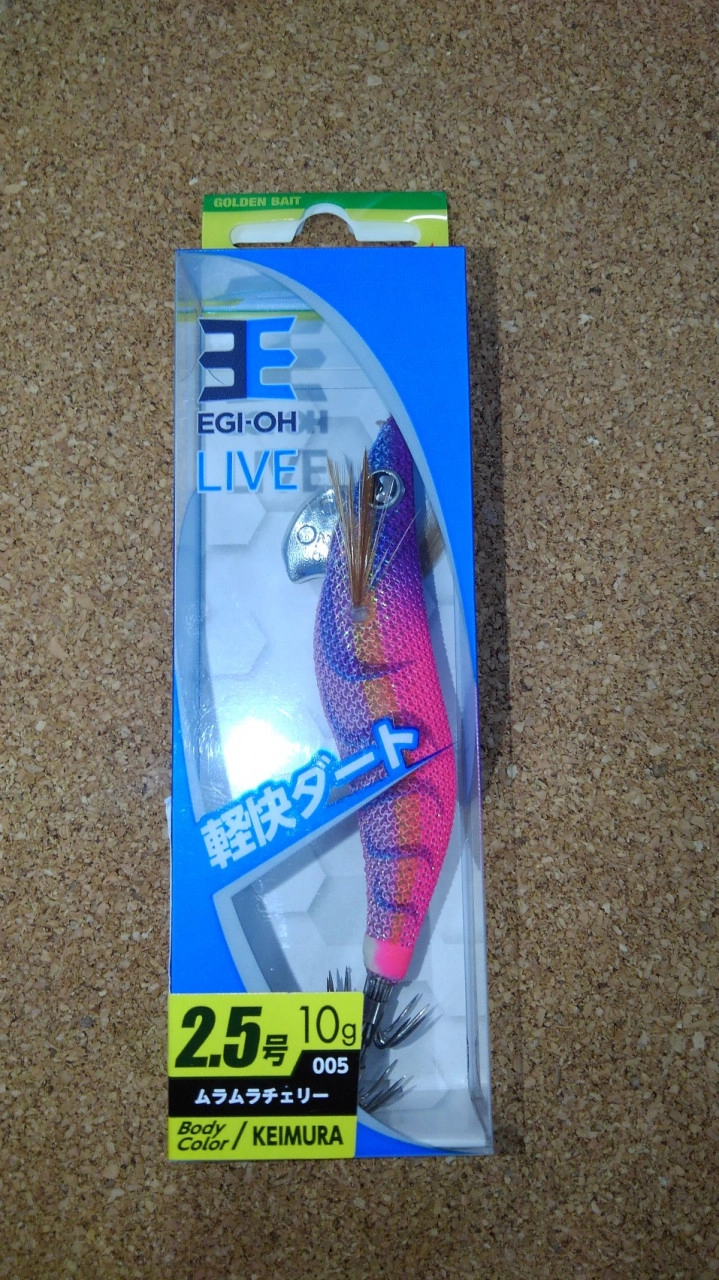 GOLDEN BAIT
EGI-OH
LIVE
軽快ダート
2.5号 10g
005
ムラムラチェリー
Body Color / KEIMURA